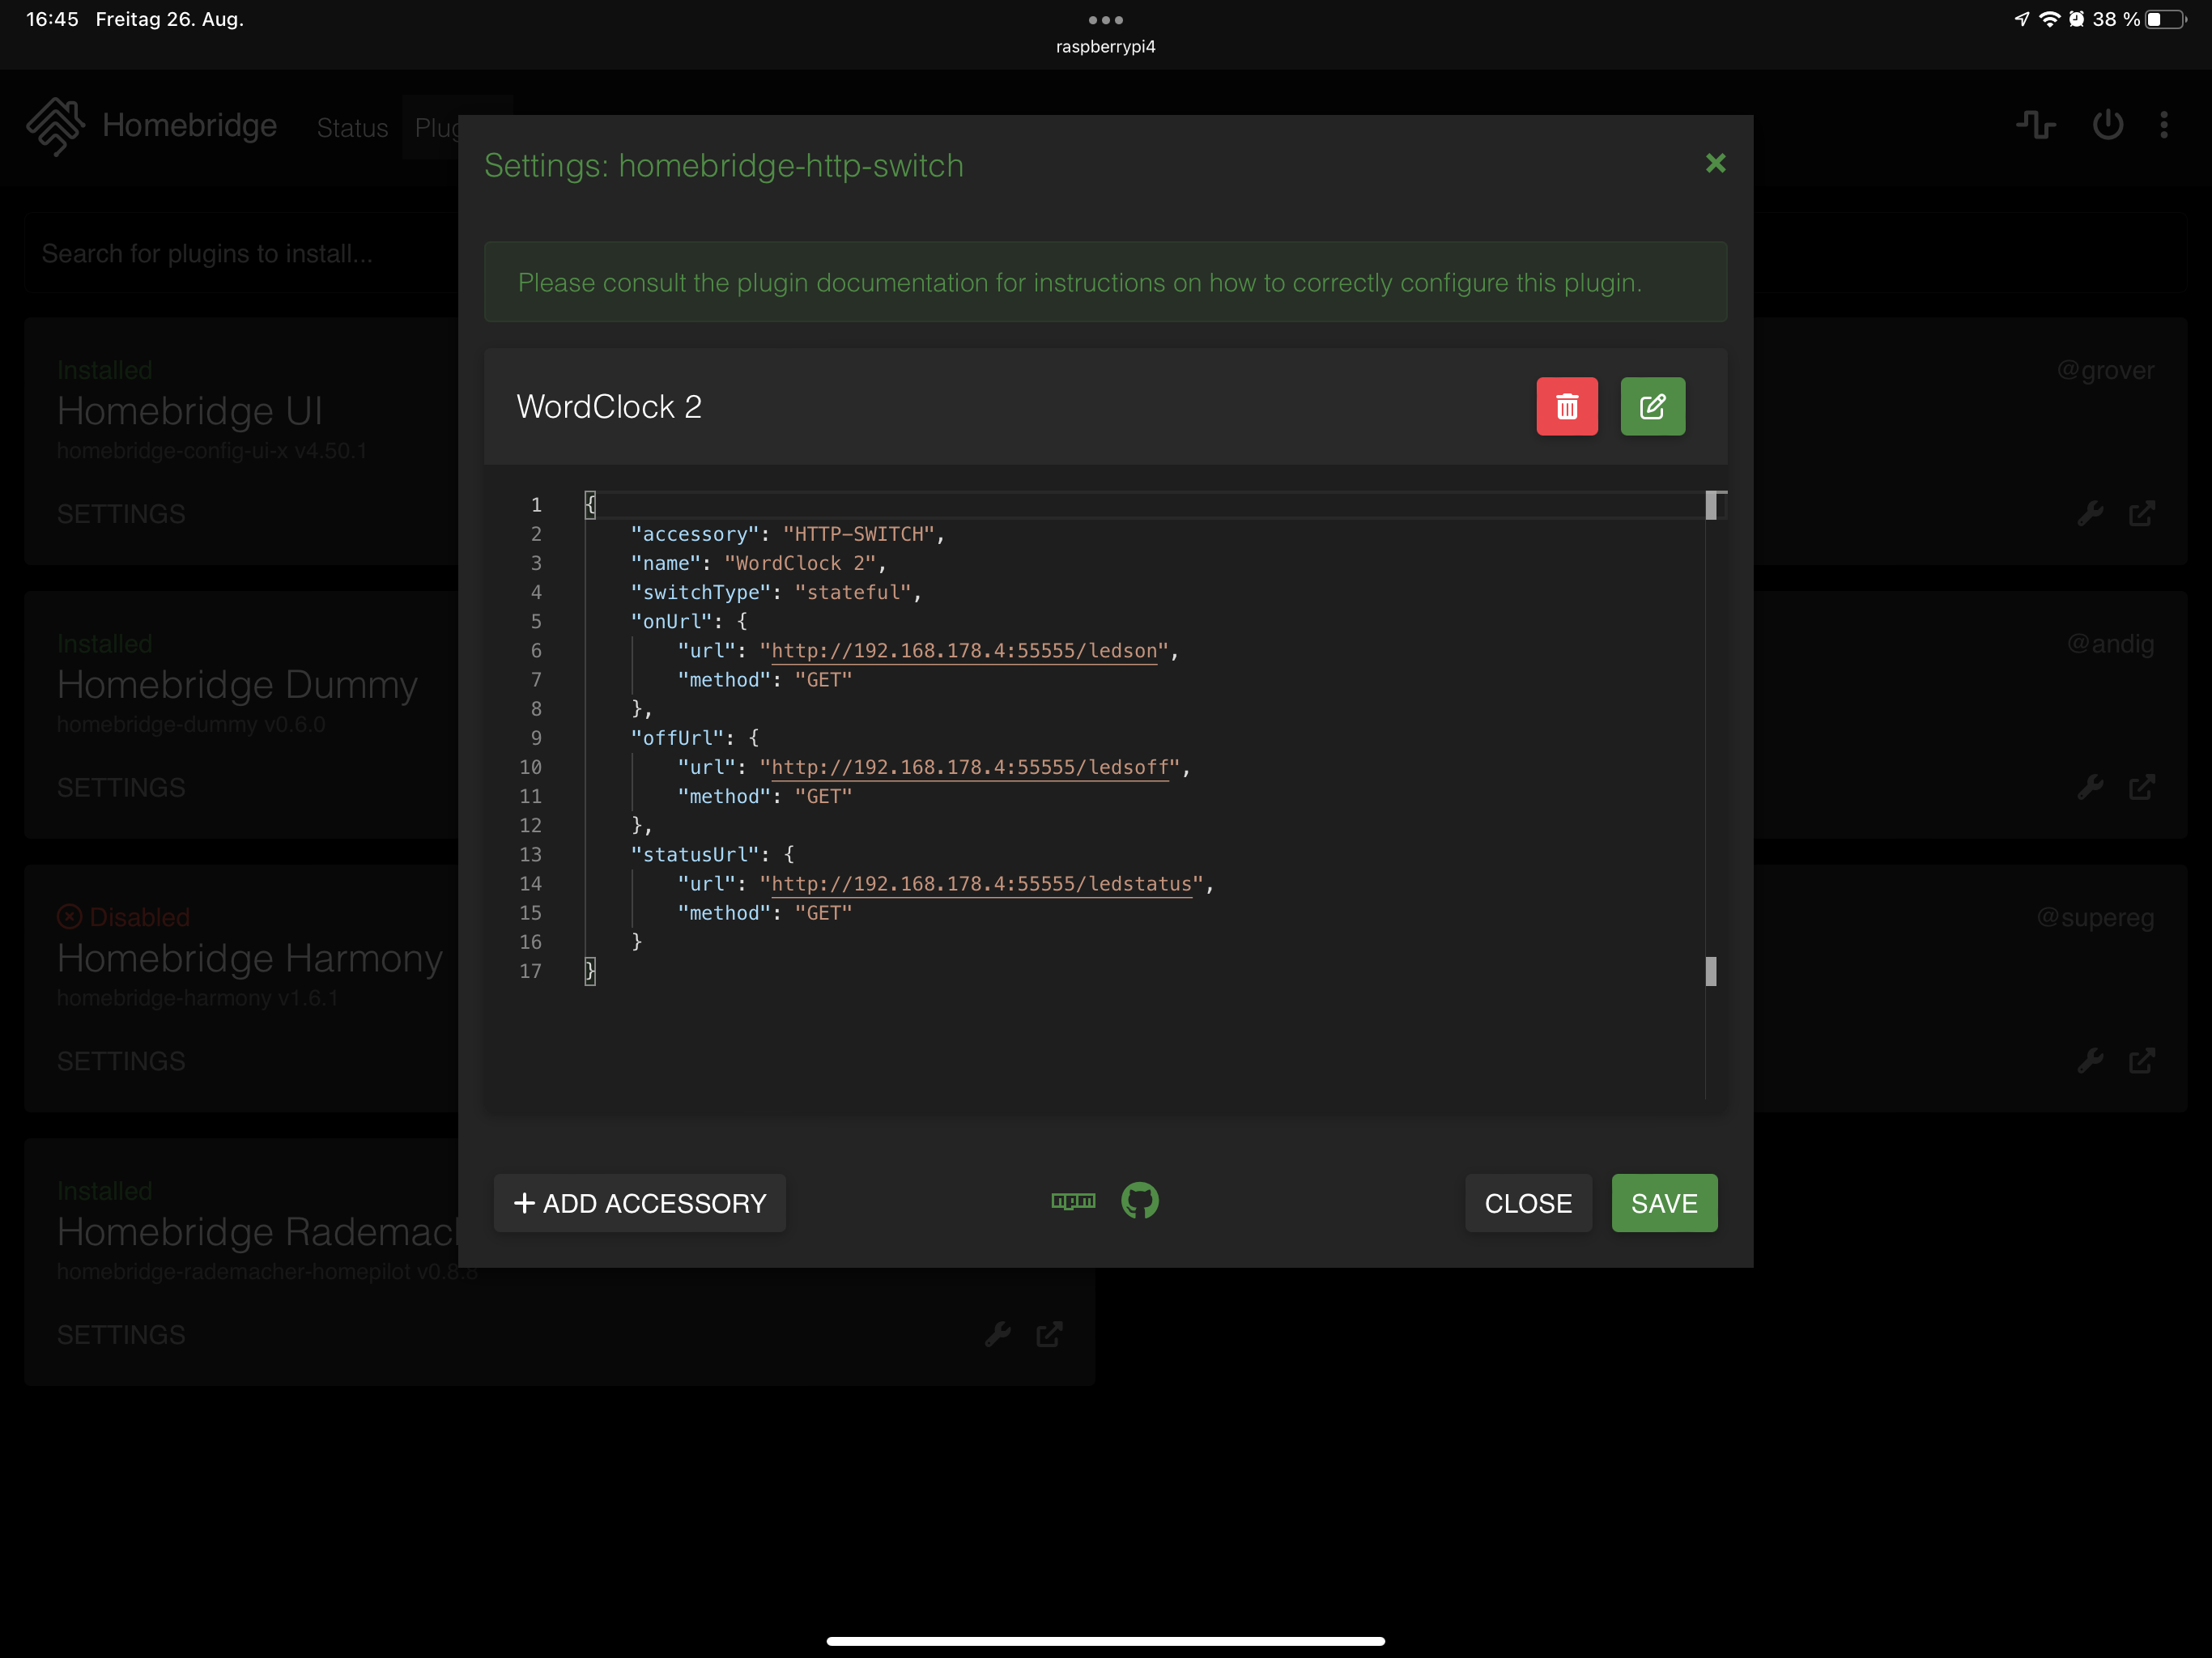 16:45 Freitag 26. Aug.
38 %
raspberrypi4
Homebridge
Status
Plug
Settings: homebridge-http-switch
Search for plugins to install...
Please consult the plugin documentation for instructions on how to correctly configure this plugin.
Installed
Homebridge UI
homebridge-config-ui-x v4.50.1
SETTINGS
@grover
Installed
Homebridge Dummy
homebridge-dummy v0.6.0
SETTINGS
@andig
Disabled
Homebridge Harmony
homebridge-harmony v1.6.1
SETTINGS
@supereg
Installed
Homebridge Rademac
homebridge-rademacher-homepilot v0.8.8
SETTINGS
WordClock 2
1 {
2 "accessory": "HTTP-SWITCH",
3 "name": "WordClock 2",
4 "switchType": "stateful",
5 "onUrl": {
6 "url": "http://192.168.178.4:55555/ledson",
7 "method": "GET"
8 },
9 "offUrl": {
10 "url": "http://192.168.178.4:55555/ledsoff",
11 "method": "GET"
12 },
13 "statusUrl": {
14 "url": "http://192.168.178.4:55555/ledstatus",
15 "method": "GET"
16 }
17 }
ADD ACCESSORY
npm
CLOSE
SAVE